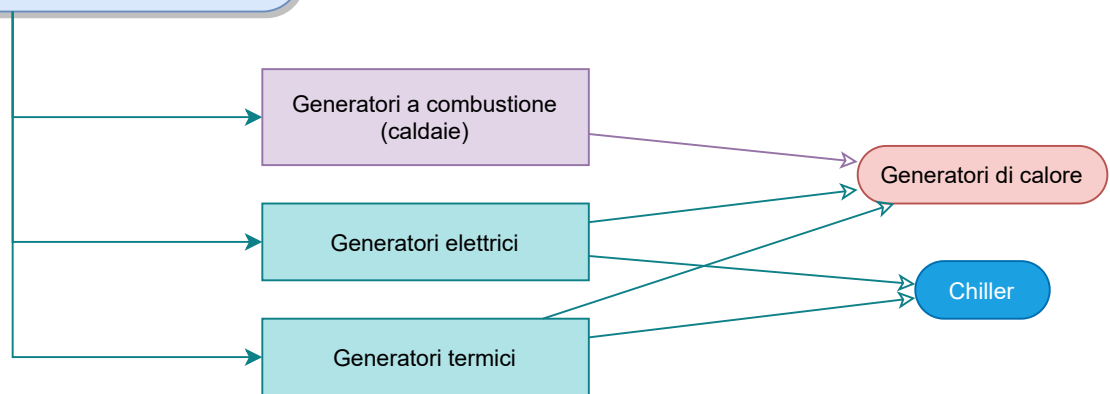 Generatori a combustione
(caldaie)
Generatori di calore
Generatori elettrici
Chiller
Generatori termici